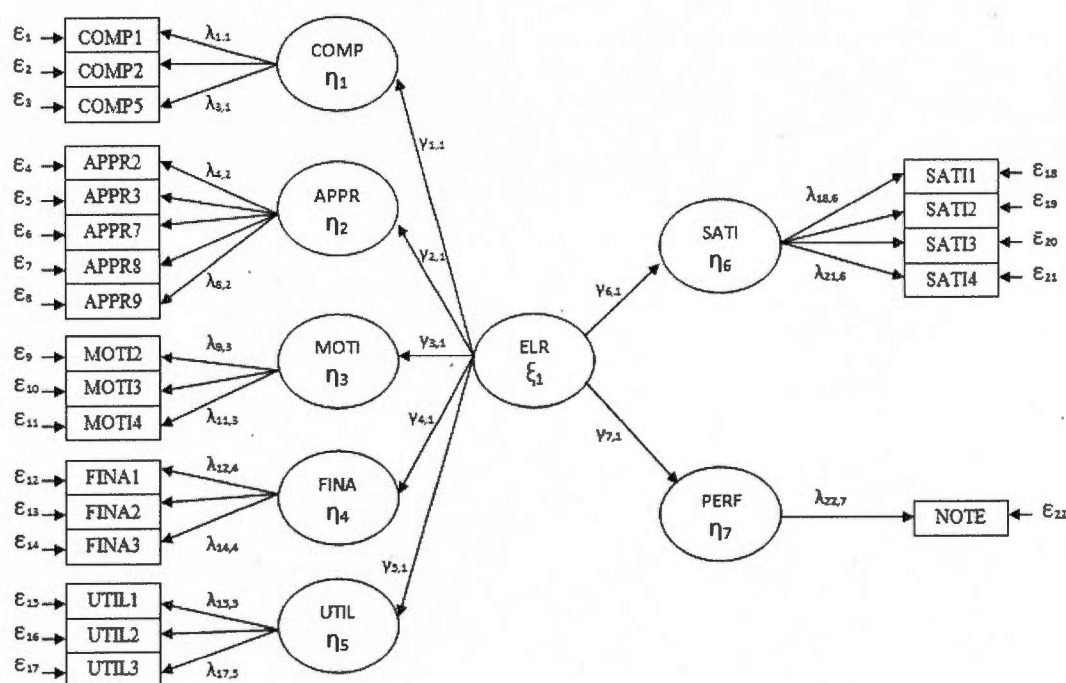 ε₁ COMP1 λ₁,₁
ε₂ COMP2
ε₃ COMP5 λ₃,₁
COMP
η₁
ε₄ APPR2 λ₄,₂
ε₅ APPR3
ε₆ APPR7
ε₇ APPR8
ε₈ APPR9 λ₈,₂
APPR
η₂
ε₉ MOTI2 λ₉,₃
ε₁₀ MOTI3
ε₁₁ MOTI4 λ₁₁,₃
MOTI
η₃
ε₁₂ FINA1 λ₁₂,₄
ε₁₃ FINA2
ε₁₄ FINA3 λ₁₄,₄
FINA
η₄
ε₁₅ UTIL1 λ₁₅,₅
ε₁₆ UTIL2
ε₁₇ UTIL3 λ₁₇,₅
UTIL
η₅
γ₁,₁
γ₂,₁
γ₃,₁
γ₄,₁
γ₅,₁
ELR
ξ₁
γ₆,₁
γ₇,₁
SATI
η₆
λ₁₈,₆ SATI1 ε₁₈
SATI2 ε₁₉
SATI3 ε₂₀
λ₂₁,₆ SATI4 ε₂₁
PERF
η₇
λ₂₂,₇ NOTE ε₂₂